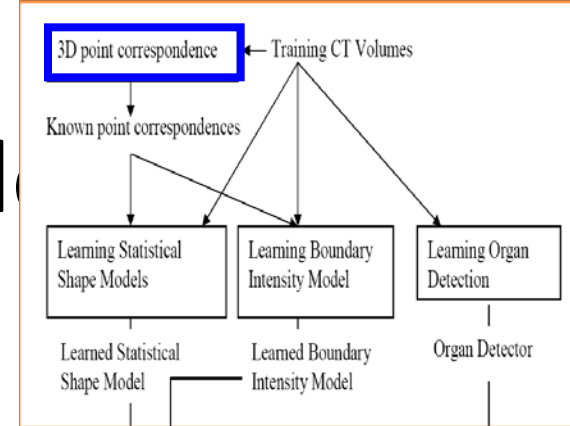 3D point correspondence
Training CT Volumes
Known point correspondences
Learning Statistical
Shape Models
Learning Boundary
Intensity Model
Learning Organ
Detection
Learned Statistical
Shape Model
Learned Boundary
Intensity Model
Organ Detector